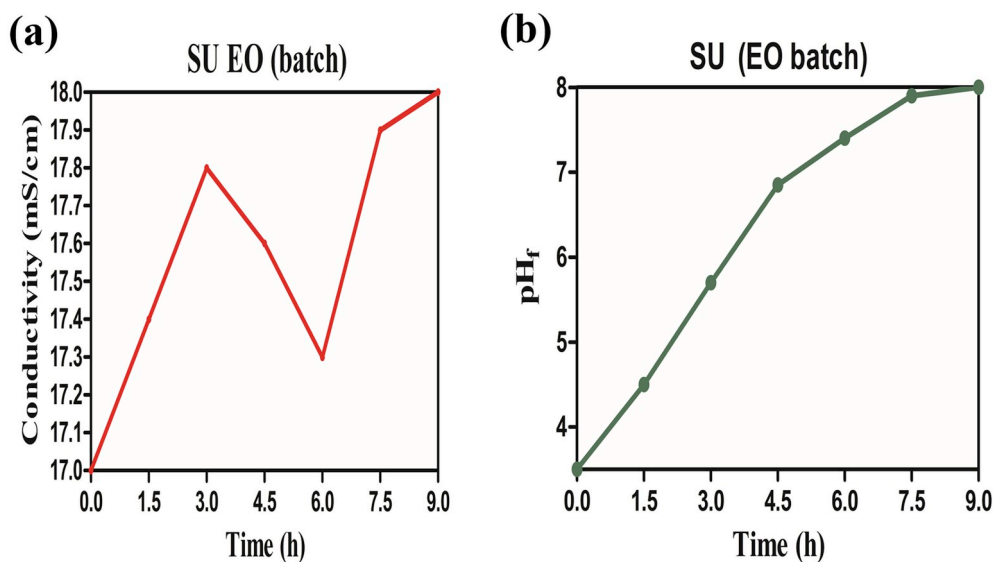 (a)
SU EO (batch)
Conductivity (mS/cm)
18.0
17.9
17.8
17.7
17.6
17.5
17.4
17.3
17.2
17.1
17.0
0.0 1.5 3.0 4.5 6.0 7.5 9.0
Time (h)
(b)
SU (EO batch)
pHf
8
7
6
5
4
0.0 1.5 3.0 4.5 6.0 7.5 9.0
Time (h)